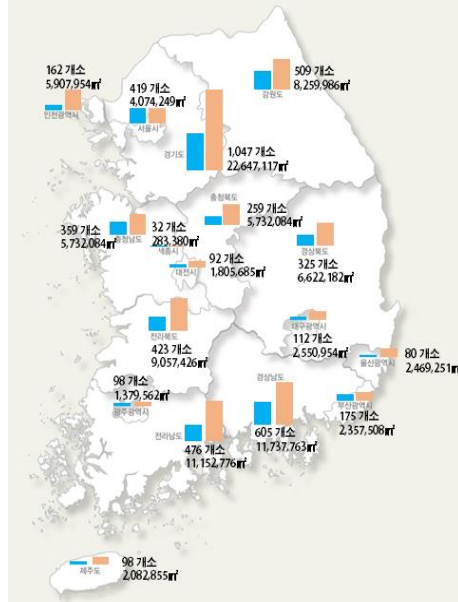 162 개소
5,907,954㎡
인천광역시
419 개소
4,074,249㎡
서울시
509 개소
8,259,986㎡
강원도
1,047 개소
22,647,117㎡
경기도
충청북도
259 개소
5,732,084㎡
359 개소
5,732,084㎡
충청남도
32 개소
283,380㎡
세종시
92 개소
1,805,685㎡
대전시
경상북도
325 개소
6,622,182㎡
전라북도
423 개소
9,057,426㎡
대구광역시
112 개소
2,550,954㎡
80 개소
2,469,251㎡
울산광역시
98 개소
1,379,562㎡
광주광역시
경상남도
605 개소
11,737,763㎡
부산광역시
175 개소
2,357,508㎡
전라남도
476 개소
11,152,776㎡
98 개소
2,082,855㎡
제주도